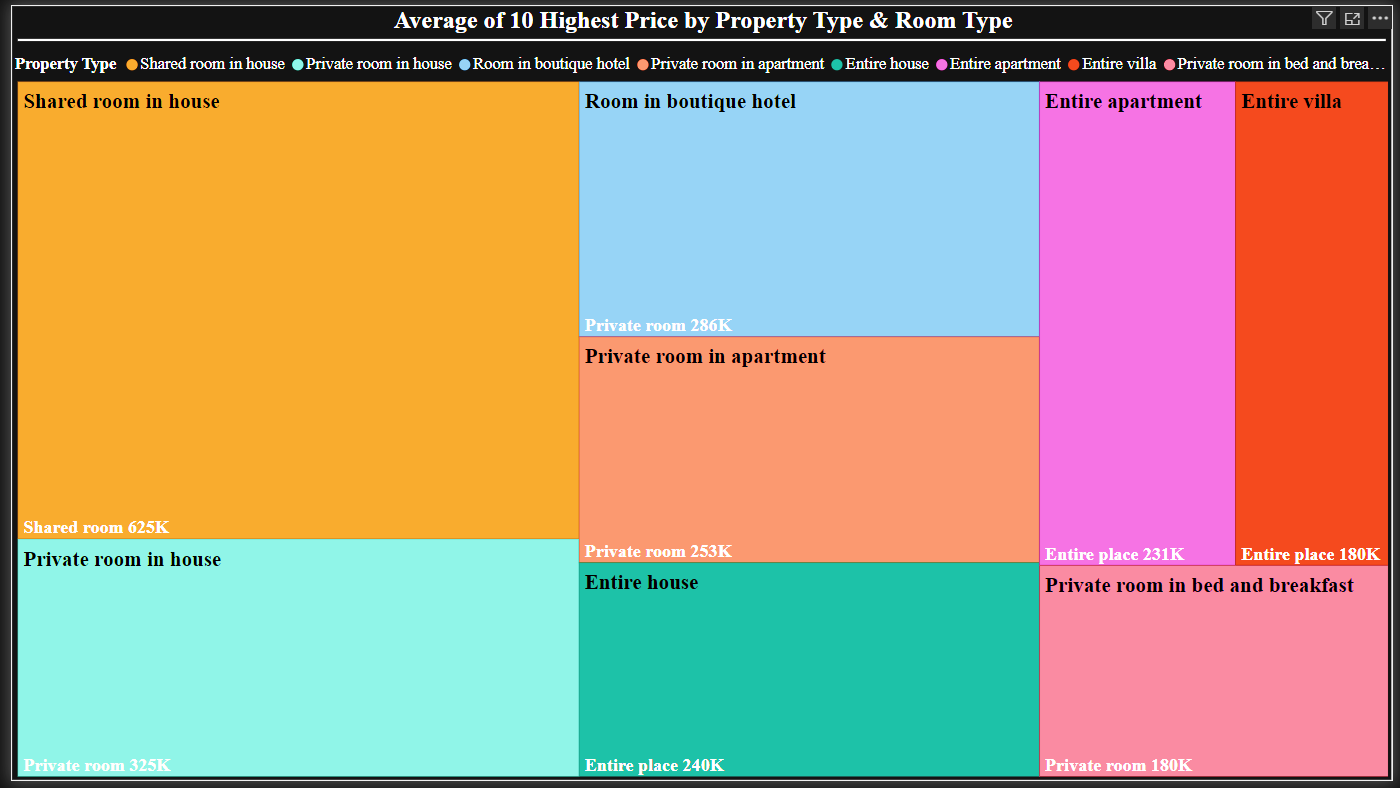 Average of 10 Highest Price by Property Type & Room Type
Property Type Shared room in house Private room in house Room in boutique hotel Private room in apartment Entire house Entire apartment Entire villa Private room in bed and brea…
Shared room in house
Shared room 625K
Private room in house
Private room 325K
Room in boutique hotel
Private room 286K
Private room in apartment
Private room 253K
Entire house
Entire place 240K
Entire apartment
Entire place 231K
Entire villa
Entire place 180K
Private room in bed and breakfast
Private room 180K